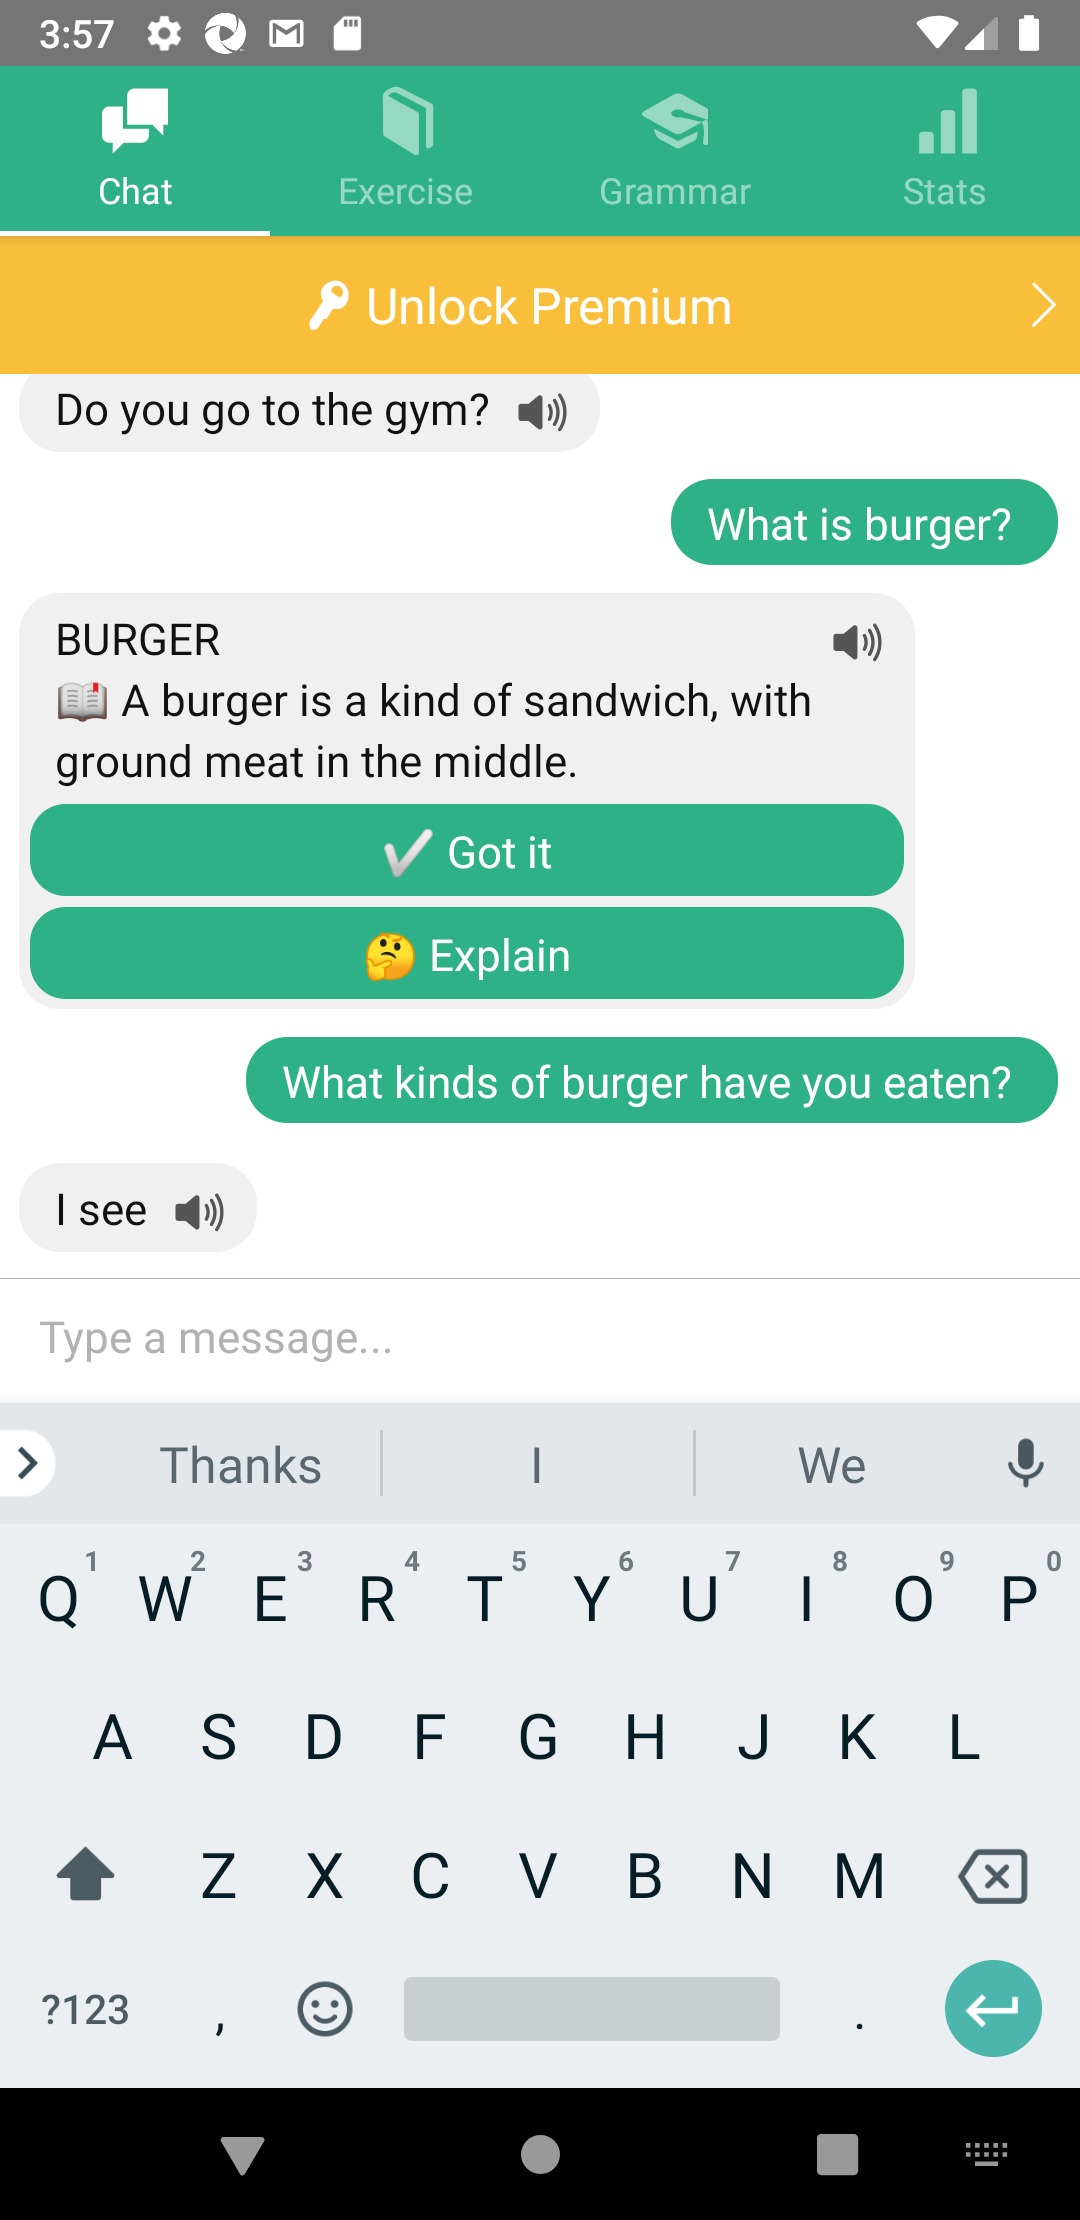 3:57
Chat
Exercise
Grammar
Stats
Unlock Premium
Do you go to the gym?
What is burger?
BURGER
📖 A burger is a kind of sandwich, with
ground meat in the middle.
✔ Got it
🤔 Explain
What kinds of burger have you eaten?
I see
Type a message...
Thanks
I
We
Q 1 W 2 E 3 R 4 T 5 Y 6 U 7 I 8 O 9 P 0
A S D F G H J K L
Z X C V B N M
?123 , .